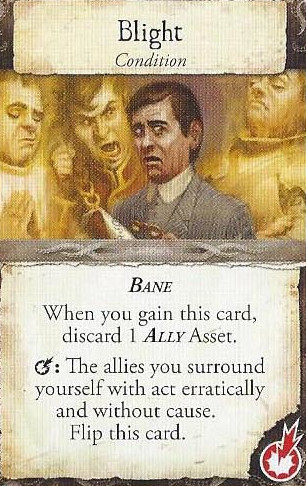 Blight
Condition
BANE
When you gain this card,
discard 1 ALLY Asset.
: The allies you surround
yourself with act erratically
and without cause.
Flip this card.